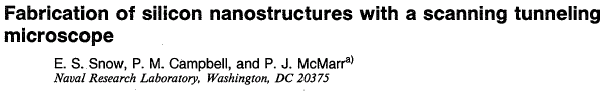 Fabrication of silicon nanostructures with a scanning tunneling
microscope
E. S. Snow, P. M. Campbell, and P. J. McMarr a)
Naval Research Laboratory, Washington, DC 20375